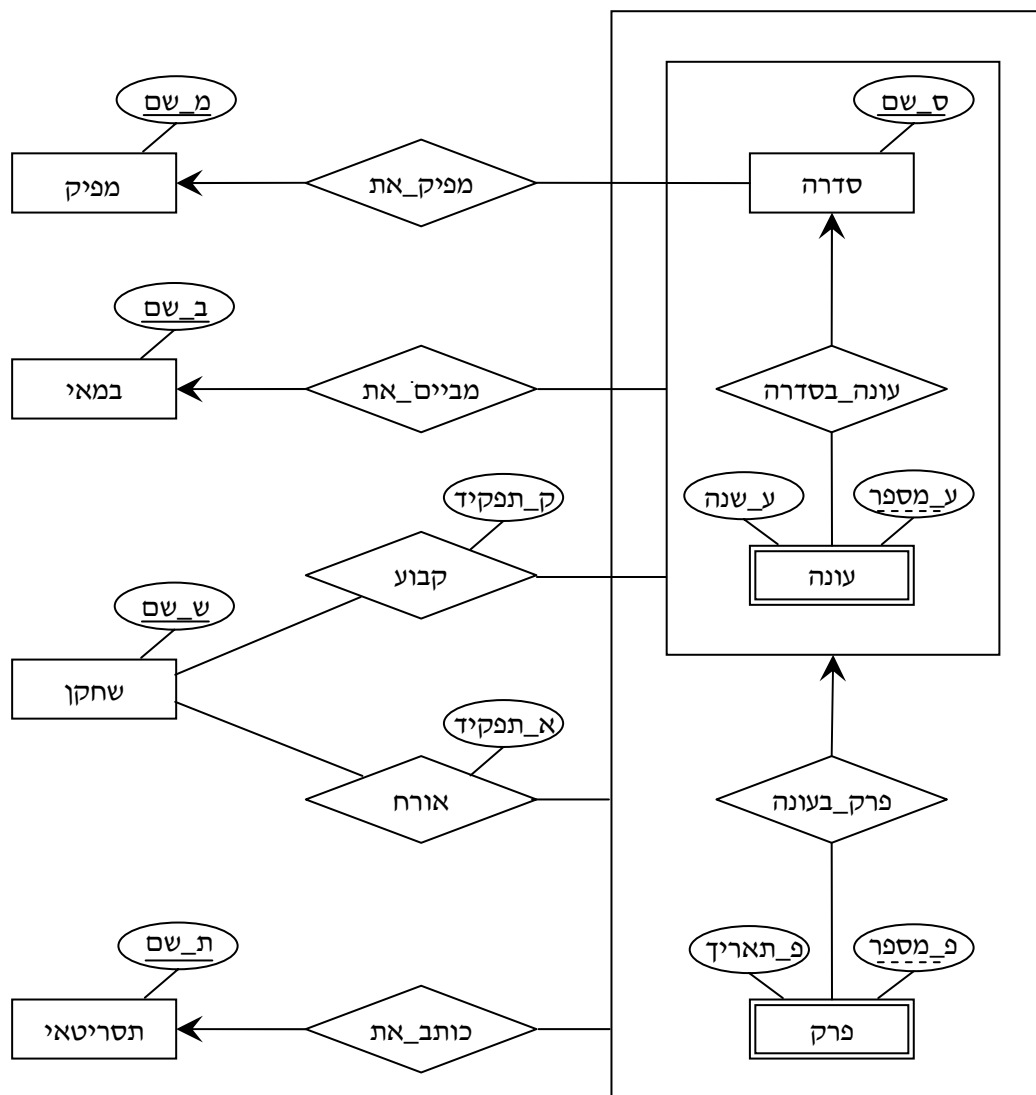 ס_שם
מ_שם
סדרה
מפיק_את
מפיק
ב_שם
עונה_בסדרה
מביים_את
במאי
ע_מספר
ע_שנה
ק_תפקיד
עונה
קבוע
ש_שם
שחקן
א_תפקיד
פרק_בעונה
אורח
פ_מספר
פ_תאריך
ת_שם
פרק
כותב_את
תסריטאי